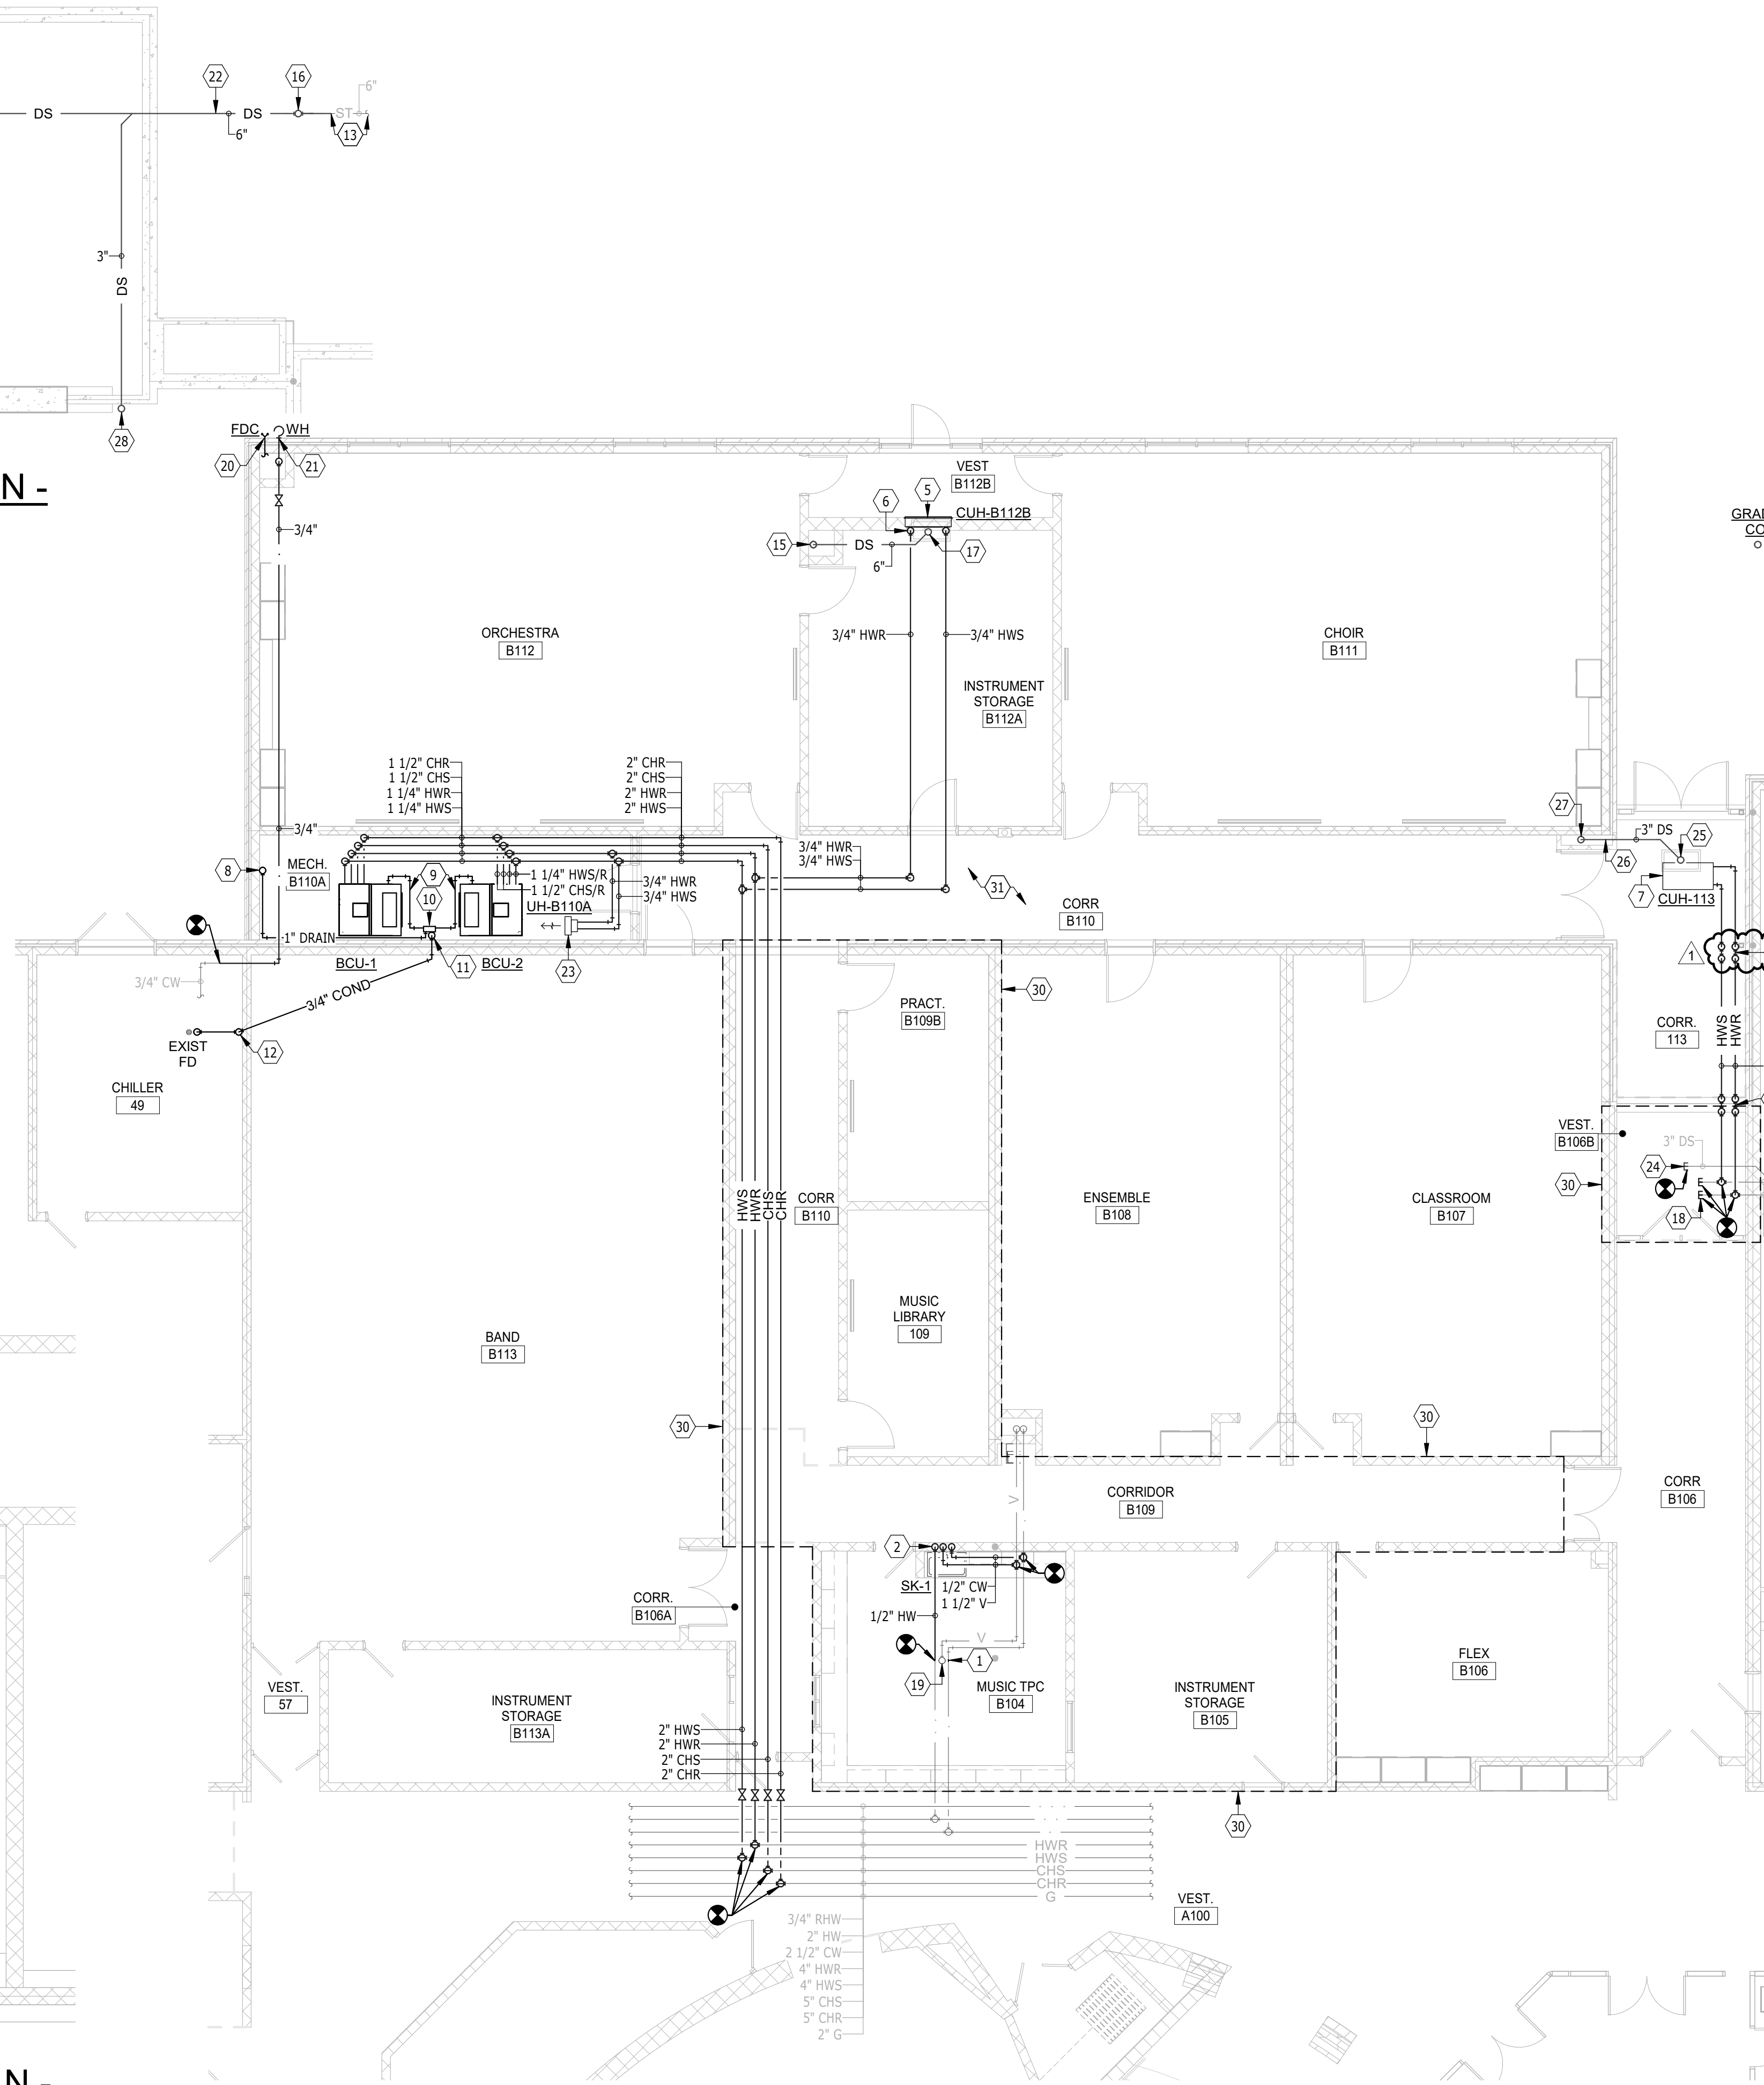 22
16
6"
DS
DS
ST
6"
13
3"
DS
28
N -
FDC
WH
20
21
3/4"
VEST
B112B
6
5
CUH-B112B
15
DS
6"
17
GRAD
CO
ORCHESTRA
B112
3/4" HWR
3/4" HWS
CHOIR
B111
INSTRUMENT
STORAGE
B112A
1 1/2" CHR
1 1/2" CHS
1 1/4" HWR
1 1/4" HWS
2" CHR
2" CHS
2" HWR
2" HWS
3/4"
27
3" DS
25
26
8
MECH.
B110A
9
10
1 1/4" HWS/R
1 1/2" CHS/R
UH-B110A
3/4" HWR
3/4" HWS
3/4" HWR
3/4" HWS
31
CORR
B110
7
CUH-113
1" DRAIN
BCU-1
11
BCU-2
23
1
3/4" CW
3/4" COND
EXIST
FD
12
30
PRACT.
B109B
CORR.
113
HWS
HWR
CHILLER
49
VEST.
B106B
3" DS
24
E
30
E
E
18
HWS
HWR
CHS
CHR
CORR
B110
ENSEMBLE
B108
CLASSROOM
B107
MUSIC
LIBRARY
109
BAND
B113
30
30
E
V
CORRIDOR
B109
CORR
B106
2
SK-1
1/2" CW
1 1/2" V
1/2" HW
CORR.
B106A
V
1
19
MUSIC TPC
B104
FLEX
B106
VEST.
57
INSTRUMENT
STORAGE
B113A
INSTRUMENT
STORAGE
B105
2" HWS
2" HWR
2" CHS
2" CHR
30
HWR
HWS
CHS
CHR
G
VEST.
A100
3/4" RHW
2" HW
2 1/2" CW
4" HWR
4" HWS
5" CHS
5" CHR
2" G
N -